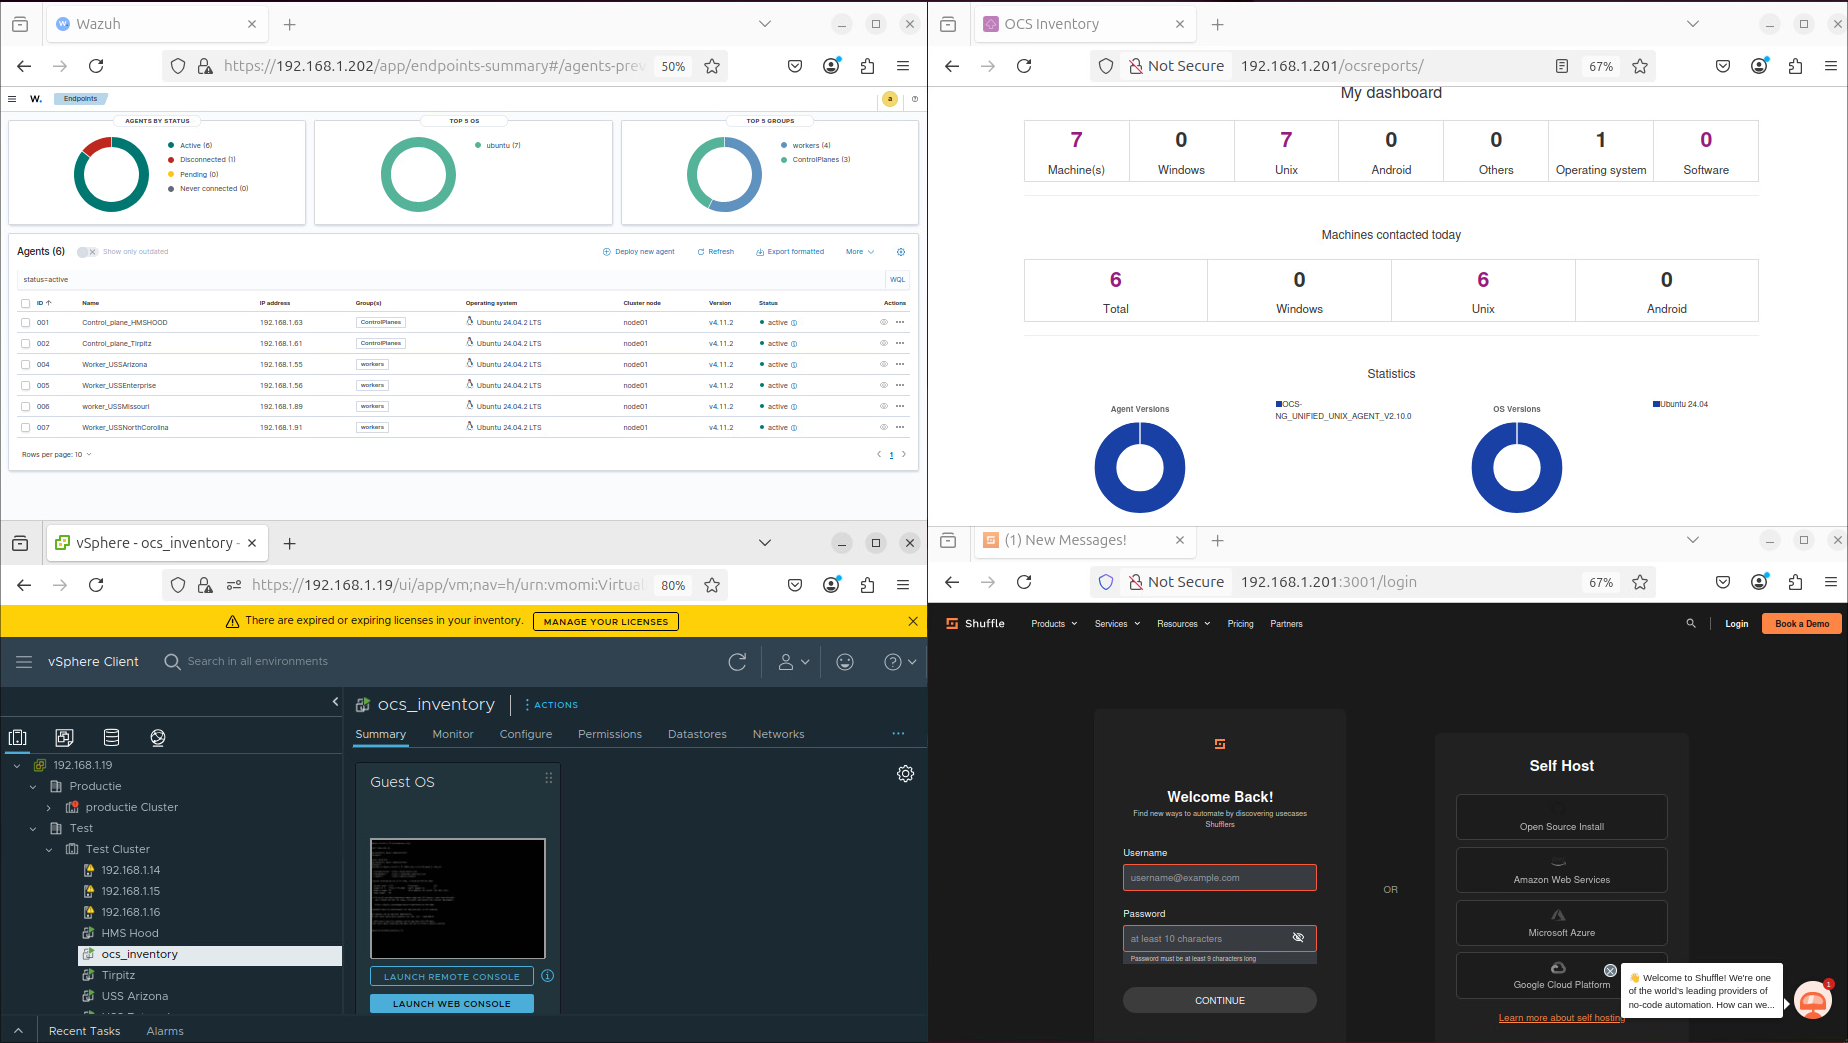 Wazuh
https://192.168.1.202/app/endpoints-summary#/agents-prev
50%
W.
Endpoints
a
AGENTS BY STATUS
Active (6)
Disconnected (1)
Pending (0)
Never connected (0)
TOP 5 OS
ubuntu (7)
TOP 5 GROUPS
workers (4)
ControlPlanes (3)
Agents (6)
Show only outdated
Deploy new agent
Refresh
Export formatted
More
status=active
WQL
ID Name IP address Group(s) Operating system Cluster node Version Status Actions
001 Control_plane_HMSHOOD 192.168.1.63 ControlPlanes Ubuntu 24.04.2 LTS node01 v4.11.2 active
002 Control_plane_Tirpitz 192.168.1.61 ControlPlanes Ubuntu 24.04.2 LTS node01 v4.11.2 active
004 Worker_USSArizona 192.168.1.55 workers Ubuntu 24.04.2 LTS node01 v4.11.2 active
005 Worker_USSEnterprise 192.168.1.56 workers Ubuntu 24.04.2 LTS node01 v4.11.2 active
006 worker_USSMissouri 192.168.1.89 workers Ubuntu 24.04.2 LTS node01 v4.11.2 active
007 Worker_USSNorthCarolina 192.168.1.91 workers Ubuntu 24.04.2 LTS node01 v4.11.2 active
Rows per page: 10
1
OCS Inventory
Not Secure
192.168.1.201/ocsreports/
67%
My dashboard
7 0 7 0 0 1 0
Machine(s) Windows Unix Android Others Operating system Software
Machines contacted today
6 0 6 0
Total Windows Unix Android
Statistics
Agent Versions
OCS-
NG_UNIFIED_UNIX_AGENT_V2.10.0
OS Versions
Ubuntu 24.04
vSphere - ocs_inventory -
https://192.168.1.19/ui/app/vm;nav=h/urn:vmomi:Virtual
80%
There are expired or expiring licenses in your inventory.
MANAGE YOUR LICENSES
vSphere Client
Search in all environments
192.168.1.19
Productie
productie Cluster
Test
Test Cluster
192.168.1.14
192.168.1.15
192.168.1.16
HMS Hood
ocs_inventory
Tirpitz
USS Arizona
ocs_inventory
ACTIONS
Summary Monitor Configure Permissions Datastores Networks
Guest OS
LAUNCH REMOTE CONSOLE
LAUNCH WEB CONSOLE
Recent Tasks Alarms
(1) New Messages!
Not Secure
192.168.1.201:3001/login
67%
Shuffle
Products
Services
Resources
Pricing
Partners
Login
Book a Demo
Welcome Back!
Find new ways to automate by discovering usecases
Shufflers
Username
username@example.com
Password
at least 10 characters
Password must be at least 9 characters long
CONTINUE
OR
Self Host
Open Source Install
Amazon Web Services
Microsoft Azure
Google Cloud Platform
Learn more about self hosting
👋 Welcome to Shuffle! We're one
of the world's leading providers of
no-code automation. How can we...
1